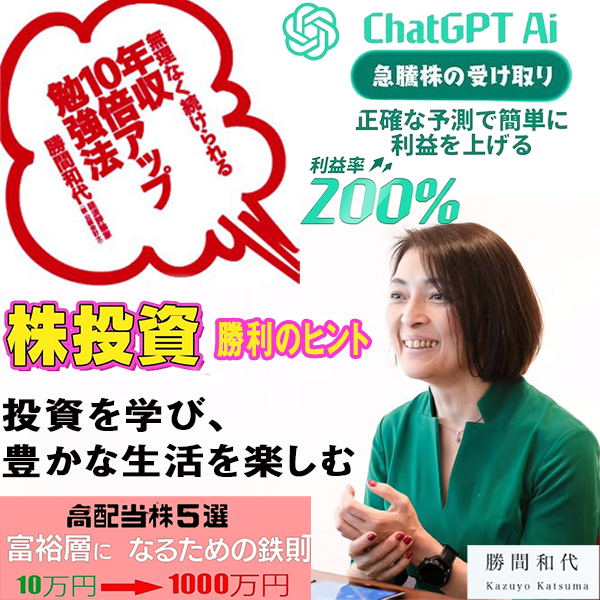 無理なく続けられる
年収
10倍アップ
勉強法
勝間和代
ChatGPT Ai
急騰株の受け取り
正確な予測で簡単に
利益を上げる
利益率
200%
株投資 勝利のヒント
投資を学び、
豊かな生活を楽しむ
高配当株5選
富裕層に なるための鉄則
10万円 1000万円
勝間和代
Kazuyo Katsuma